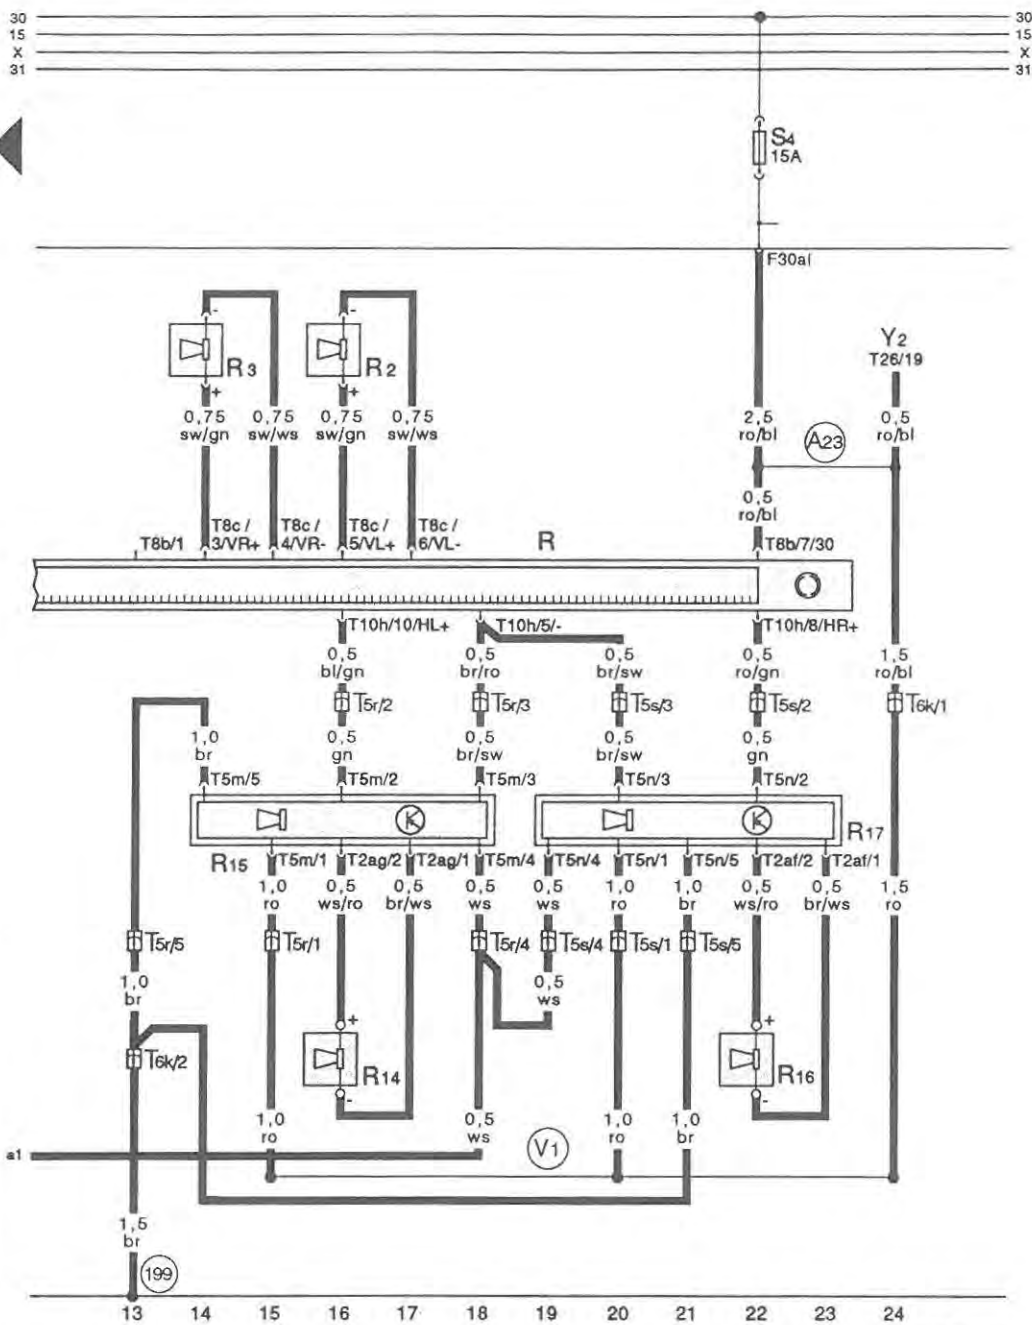 30 30
15 15
X X
31 31
S4
15A
F30al
Y2
T26/19
- -
R3 R2
+ +
0,75 0,75 0,75 0,75 2,5 0,5
sw/gn sw/ws sw/gn sw/ws ro/bl ro/bl
A23
0,5
ro/bl
T8b/1 T8c/ T8c/ T8c/ T8c/ R T8b/7/30
3/VR+ 4/VR- 5/VL+ 6/VL-
T10h/10/HL+ T10h/5/- T10h/8/HR+
0,5 0,5 0,5 0,5 1,5
bl/gn br/ro br/sw ro/gn ro/bl
T5r/2 T5r/3 T5s/3 T5s/2 T6k/1
1,0 0,5 0,5 0,5 0,5
br gn br/sw br/sw gn
T5m/5 T5m/2 T5m/3 T5n/3 T5n/2
R17
R15 T5m/1 T2ag/2 T2ag/1 T5m/4 T5n/4 T5n/1 T5n/5 T2af/2 T2af/1
1,0 0,5 0,5 0,5 0,5 1,0 1,0 0,5 0,5 1,5
ro ws/ro br/ws ws ws ro br ws/ro br/ws ro
T5r/5 T5r/1 T5r/4 T5s/4 T5s/1 T5s/5
1,0 0,5
br ws
+ +
T6k/2 R14 R16
- -
1,0 0,5 1,0 1,0
ro ws ro br
V1
a1
1,5
br
199
13 14 15 16 17 18 19 20 21 22 23 24